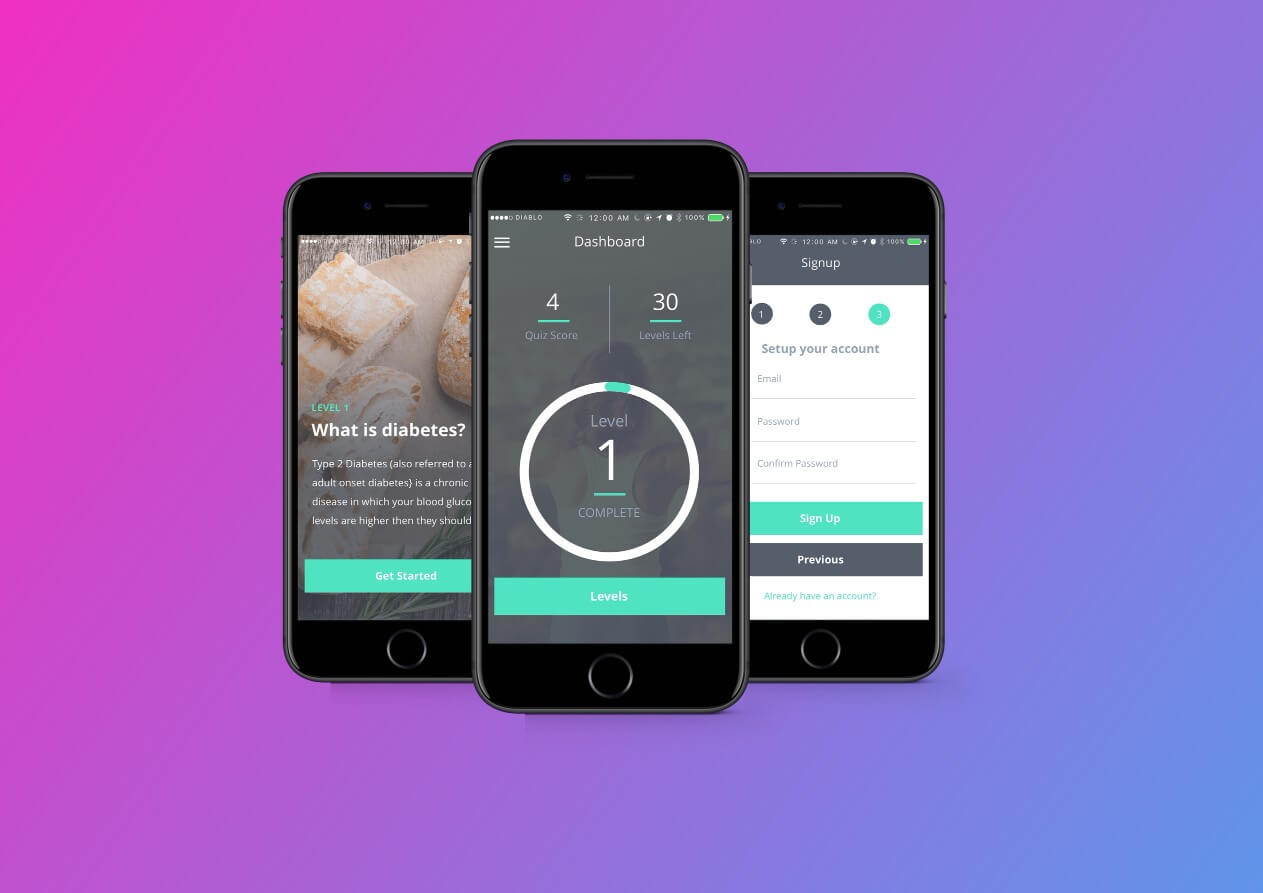 DIABLO 12:00 AM
LEVEL 1
What is diabetes?
Type 2 Diabetes (also referred to a
adult onset diabetes} is a chronic
disease in which your blood gluco
levels are higher then they should
Get Started
DIABLO 12:00 AM 100%
Dashboard
4
Quiz Score
30
Levels Left
Level
1
COMPLETE
Levels
BLO 12:00 AM 100%
Signup
1 2 3
Setup your account
Email
Password
Confirm Password
Sign Up
Previous
Already have an account?